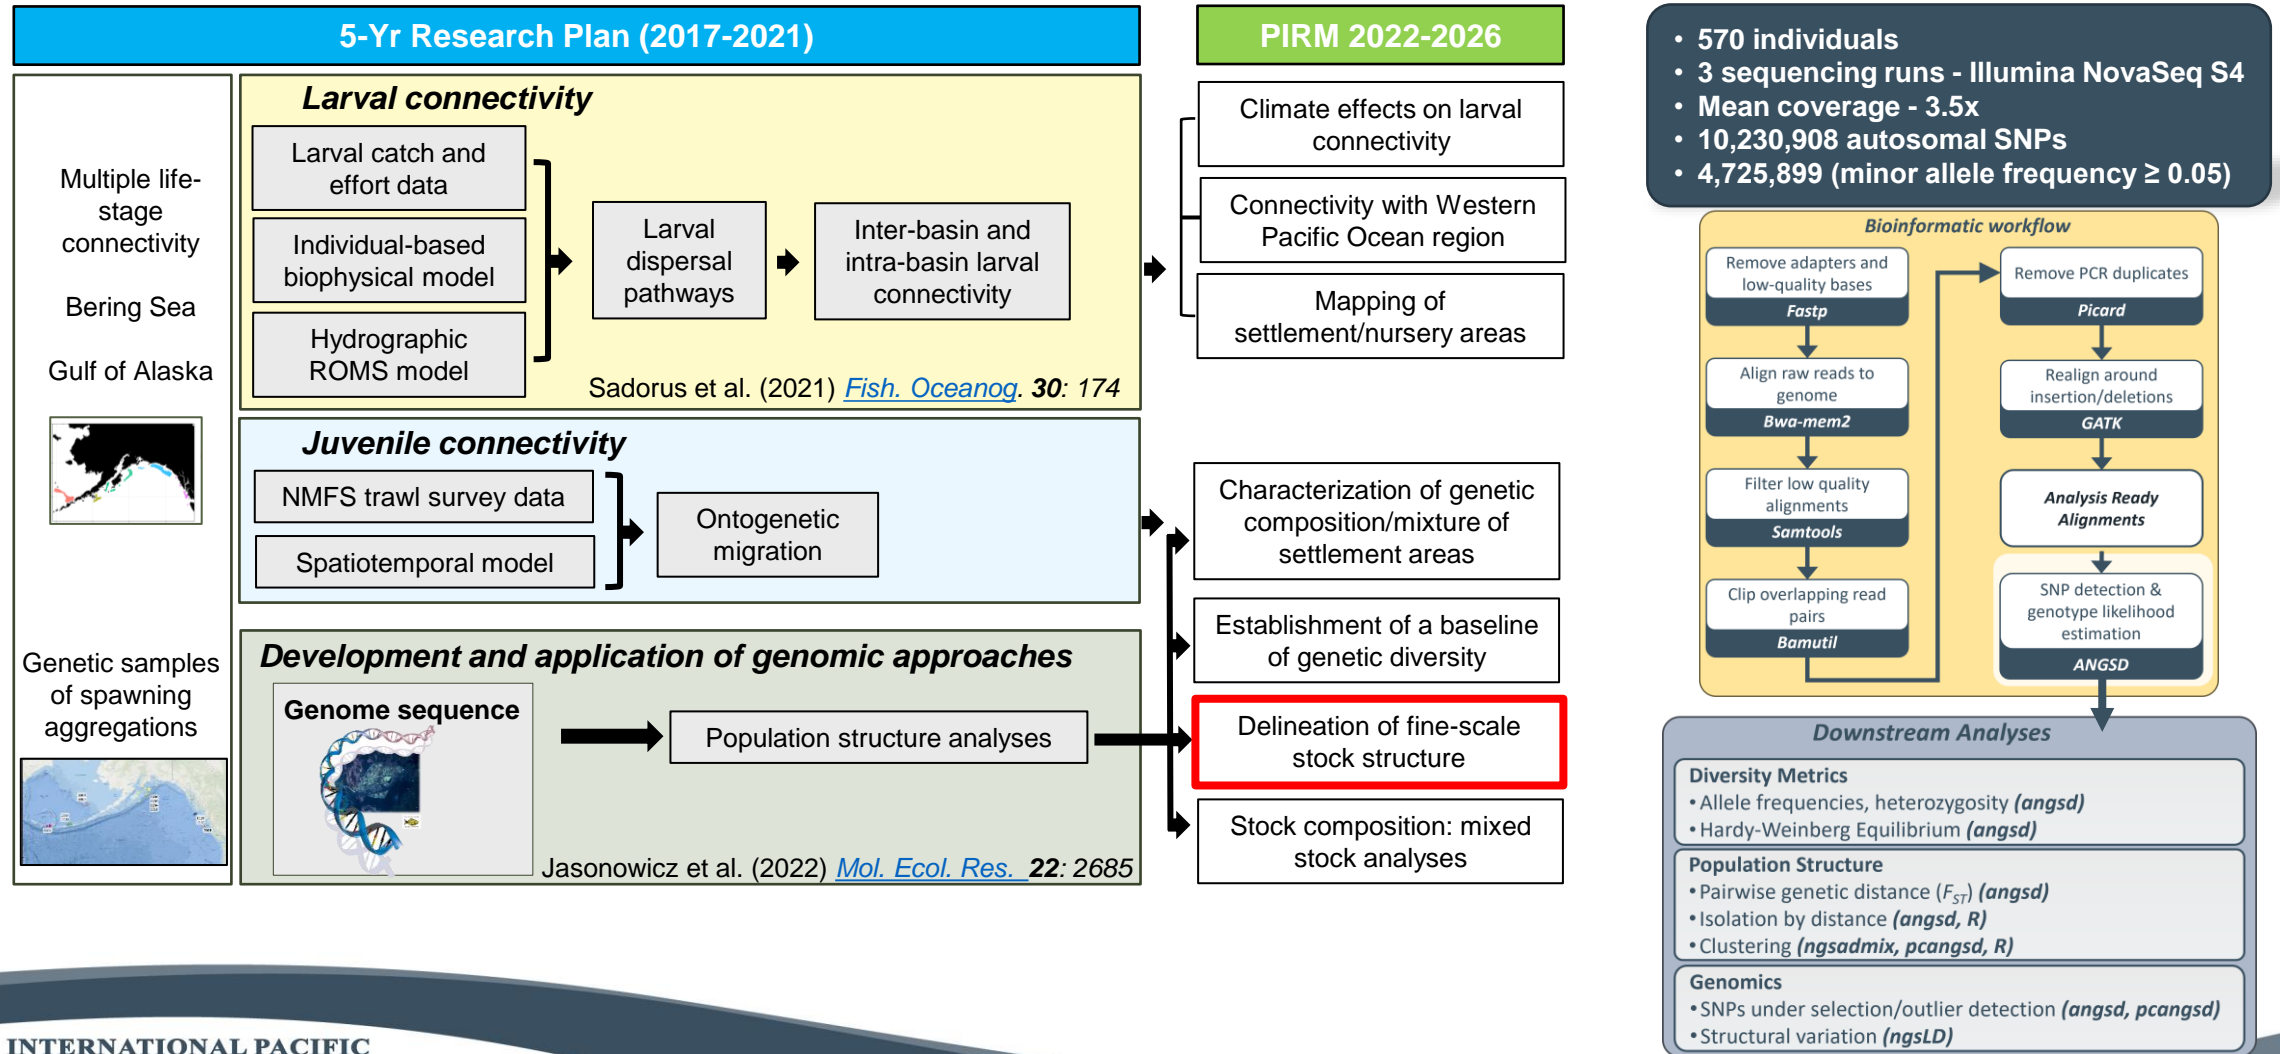 5-Yr Research Plan (2017-2021)
PIRM 2022-2026
Multiple life-
stage
connectivity
Bering Sea
Gulf of Alaska
Genetic samples
of spawning
aggregations
Larval connectivity
Larval catch and
effort data
Individual-based
biophysical model
Hydrographic
ROMS model
Larval
dispersal
pathways
Inter-basin and
intra-basin larval
connectivity
Sadorus et al. (2021) Fish. Oceanog. 30: 174
Juvenile connectivity
NMFS trawl survey data
Spatiotemporal model
Ontogenetic
migration
Development and application of genomic approaches
Genome sequence
Population structure analyses
Jasonowicz et al. (2022) Mol. Ecol. Res. 22: 2685
Climate effects on larval
connectivity
Connectivity with Western
Pacific Ocean region
Mapping of
settlement/nursery areas
Characterization of genetic
composition/mixture of
settlement areas
Establishment of a baseline
of genetic diversity
Delineation of fine-scale
stock structure
Stock composition: mixed
stock analyses
• 570 individuals
• 3 sequencing runs - Illumina NovaSeq S4
• Mean coverage - 3.5x
• 10,230,908 autosomal SNPs
• 4,725,899 (minor allele frequency ≥ 0.05)
Bioinformatic workflow
Remove adapters and
low-quality bases
Fastp
Align raw reads to
genome
Bwa-mem2
Filter low quality
alignments
Samtools
Clip overlapping read
pairs
Bamutil
Remove PCR duplicates
Picard
Realign around
insertion/deletions
GATK
Analysis Ready
Alignments
SNP detection &
genotype likelihood
estimation
ANGSD
Downstream Analyses
Diversity Metrics
• Allele frequencies, heterozygosity (angsd)
• Hardy-Weinberg Equilibrium (angsd)
Population Structure
• Pairwise genetic distance (FST) (angsd)
• Isolation by distance (angsd, R)
• Clustering (ngsadmix, pcangsd, R)
Genomics
• SNPs under selection/outlier detection (angsd, pcangsd)
• Structural variation (ngsLD)
INTERNATIONAL PACIFIC